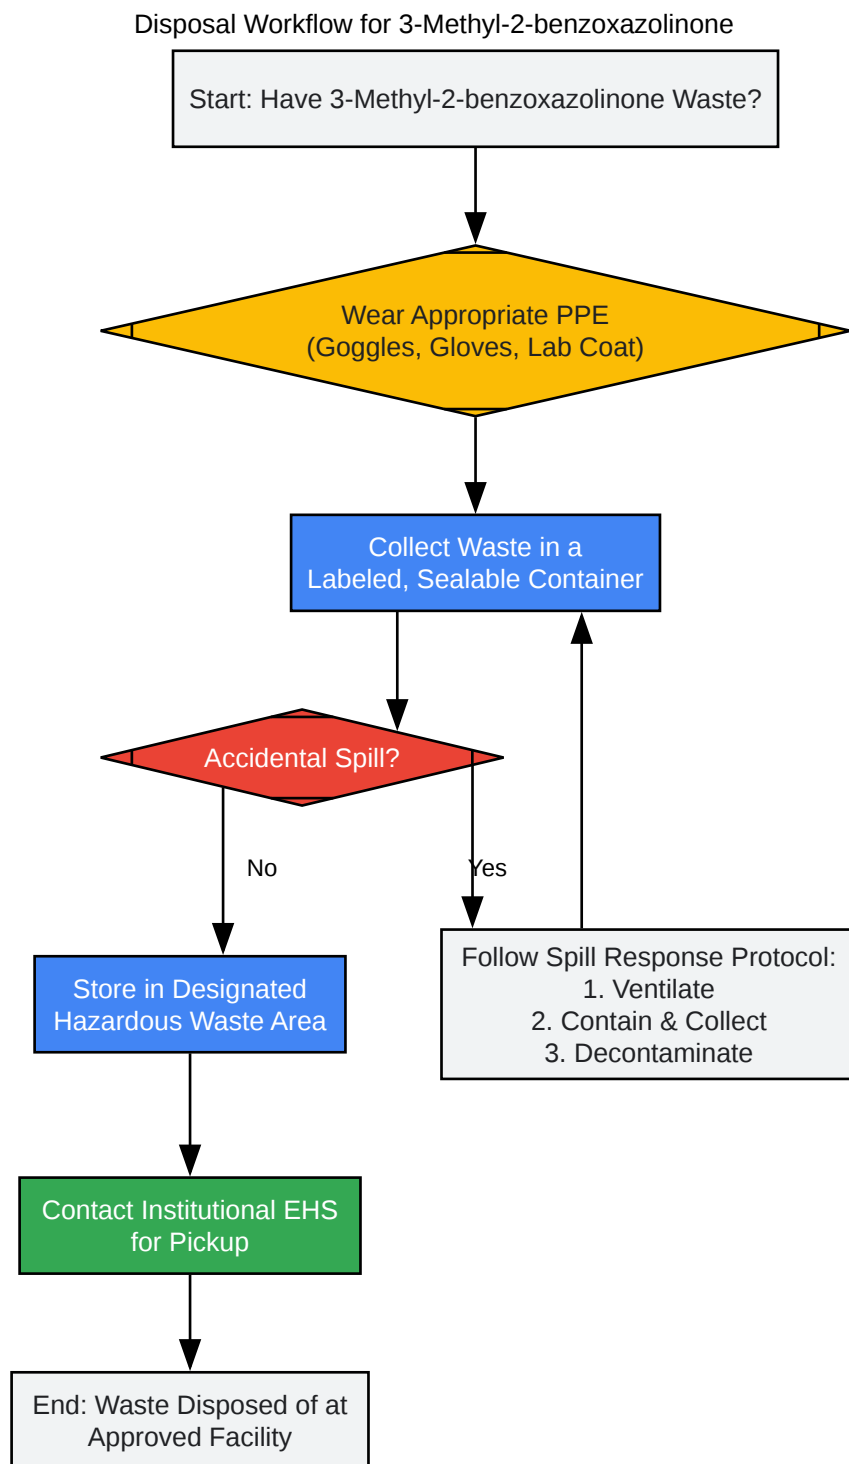 Disposal Workflow for 3-Methyl-2-benzoxazolinone
Start: Have 3-Methyl-2-benzoxazolinone Waste?
Wear Appropriate PPE
(Goggles, Gloves, Lab Coat)
Collect Waste in a
Labeled, Sealable Container
Accidental Spill?
No
Yes
Follow Spill Response Protocol:
1. Ventilate
2. Contain & Collect
3. Decontaminate
Store in Designated
Hazardous Waste Area
Contact Institutional EHS
for Pickup
End: Waste Disposed of at
Approved Facility